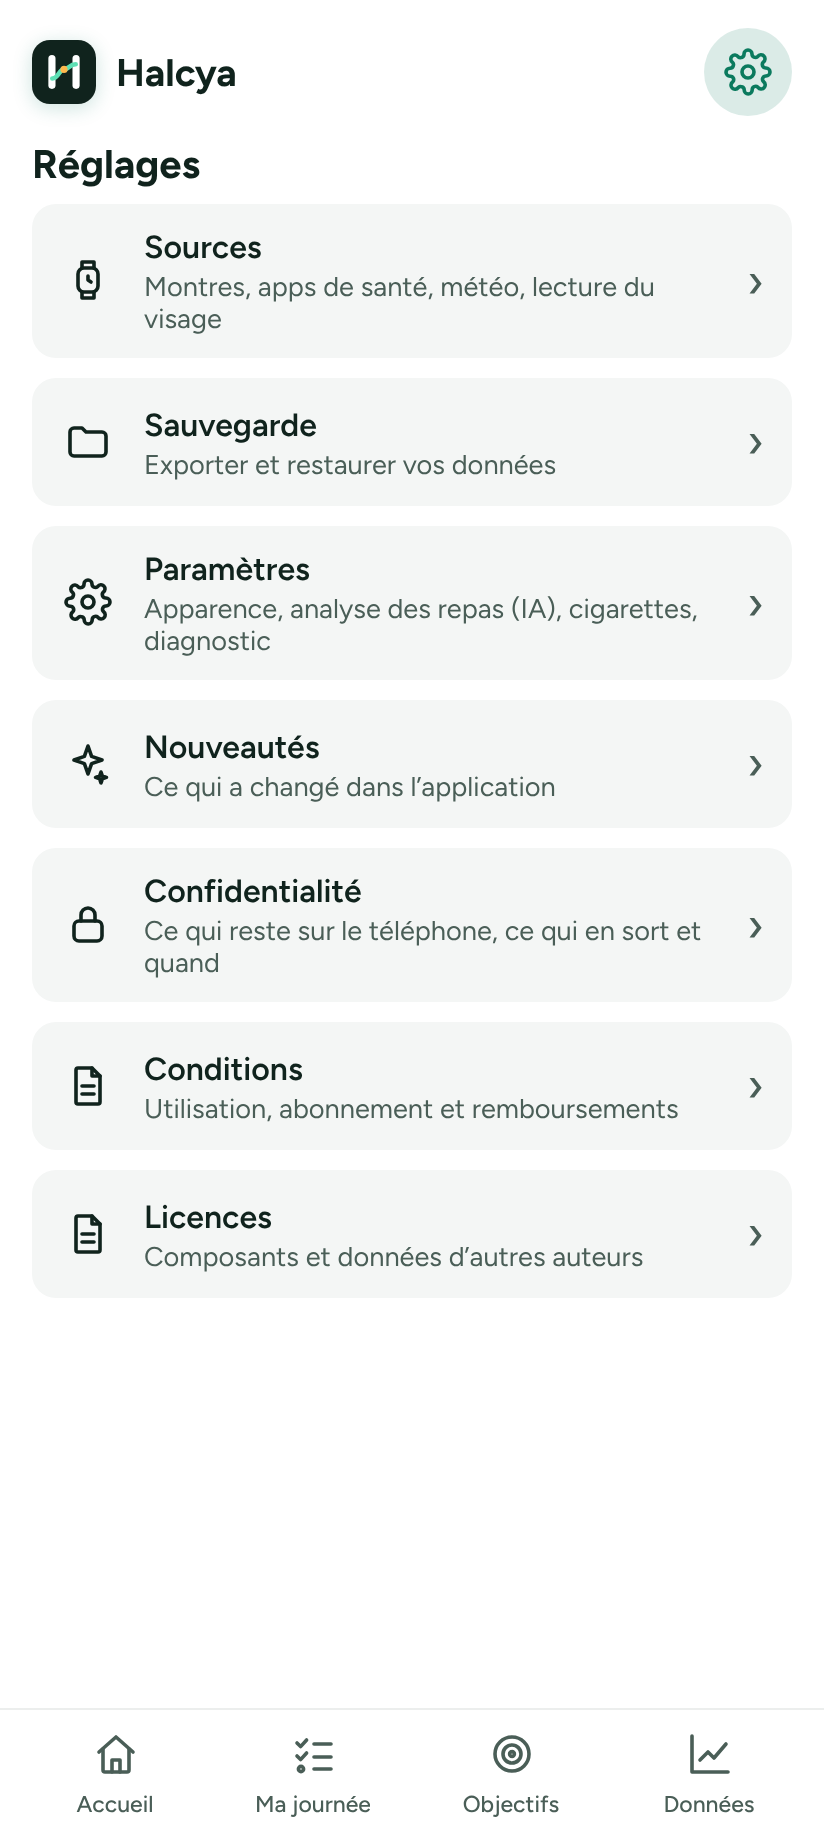 Halcya
Réglages
Sources
Montres, apps de santé, météo, lecture du
visage
Sauvegarde
Exporter et restaurer vos données
Paramètres
Apparence, analyse des repas (IA), cigarettes,
diagnostic
Nouveautés
Ce qui a changé dans l’application
Confidentialité
Ce qui reste sur le téléphone, ce qui en sort et
quand
Conditions
Utilisation, abonnement et remboursements
Licences
Composants et données d’autres auteurs
Accueil
Ma journée
Objectifs
Données